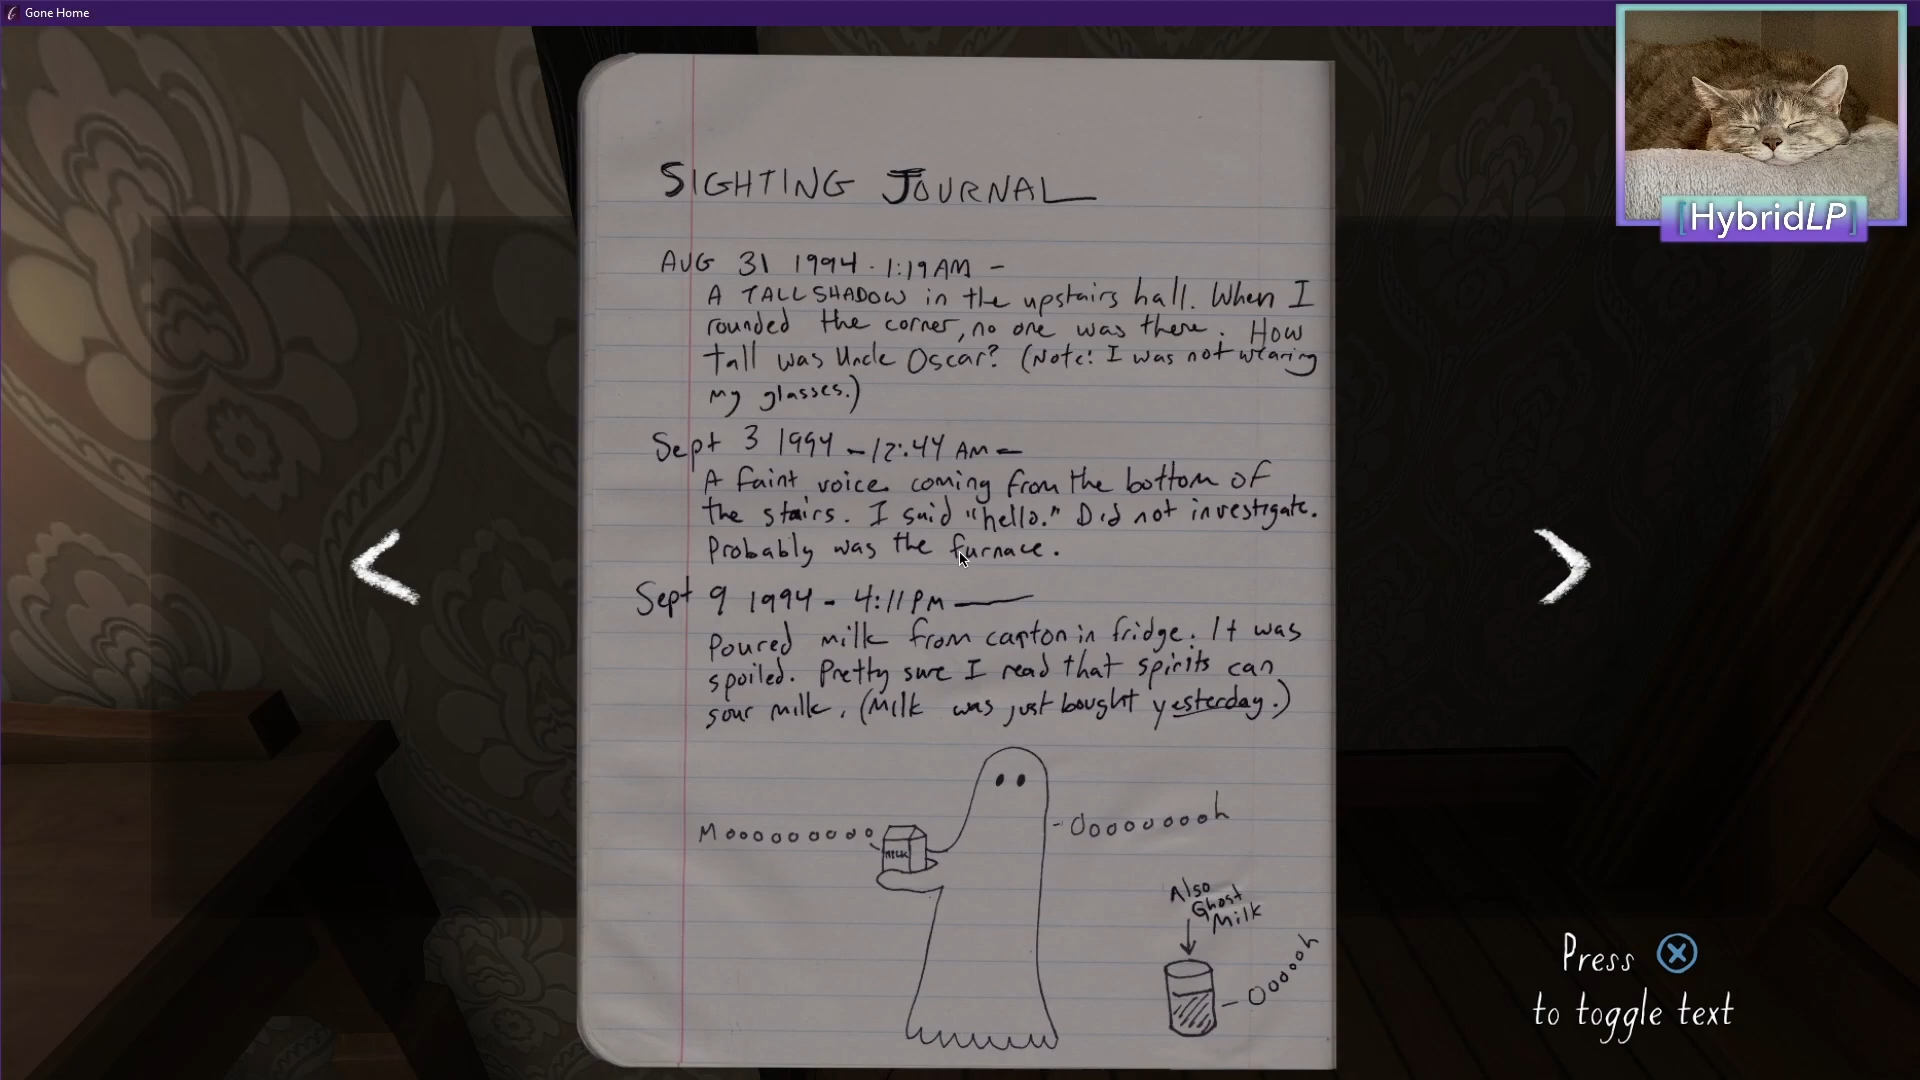 Gone Home
[HybridLP]
SIGHTING JOURNAL
AUG 31 1994 - 1:19AM -
A TALL SHADOW in the upstairs hall. When I
rounded the corner, no one was there. How
tall was Uncle Oscar? (Note: I was not wearing
my glasses.)
Sept 3 1994 - 12:44 AM -
A faint voice coming from the bottom of
the stairs. I said "hello." Did not investigate.
Probably was the furnace.
Sept 9 1994 - 4:11PM -
Poured milk from carton in fridge. It was
spoiled. Pretty sure I read that spirits can
sour milk. (Milk was just bought yesterday.)
Mooooooooo
MILK
-Oooooooooh
Also
Ghost
Milk
-Ooooooh
< >
Press X
to toggle text